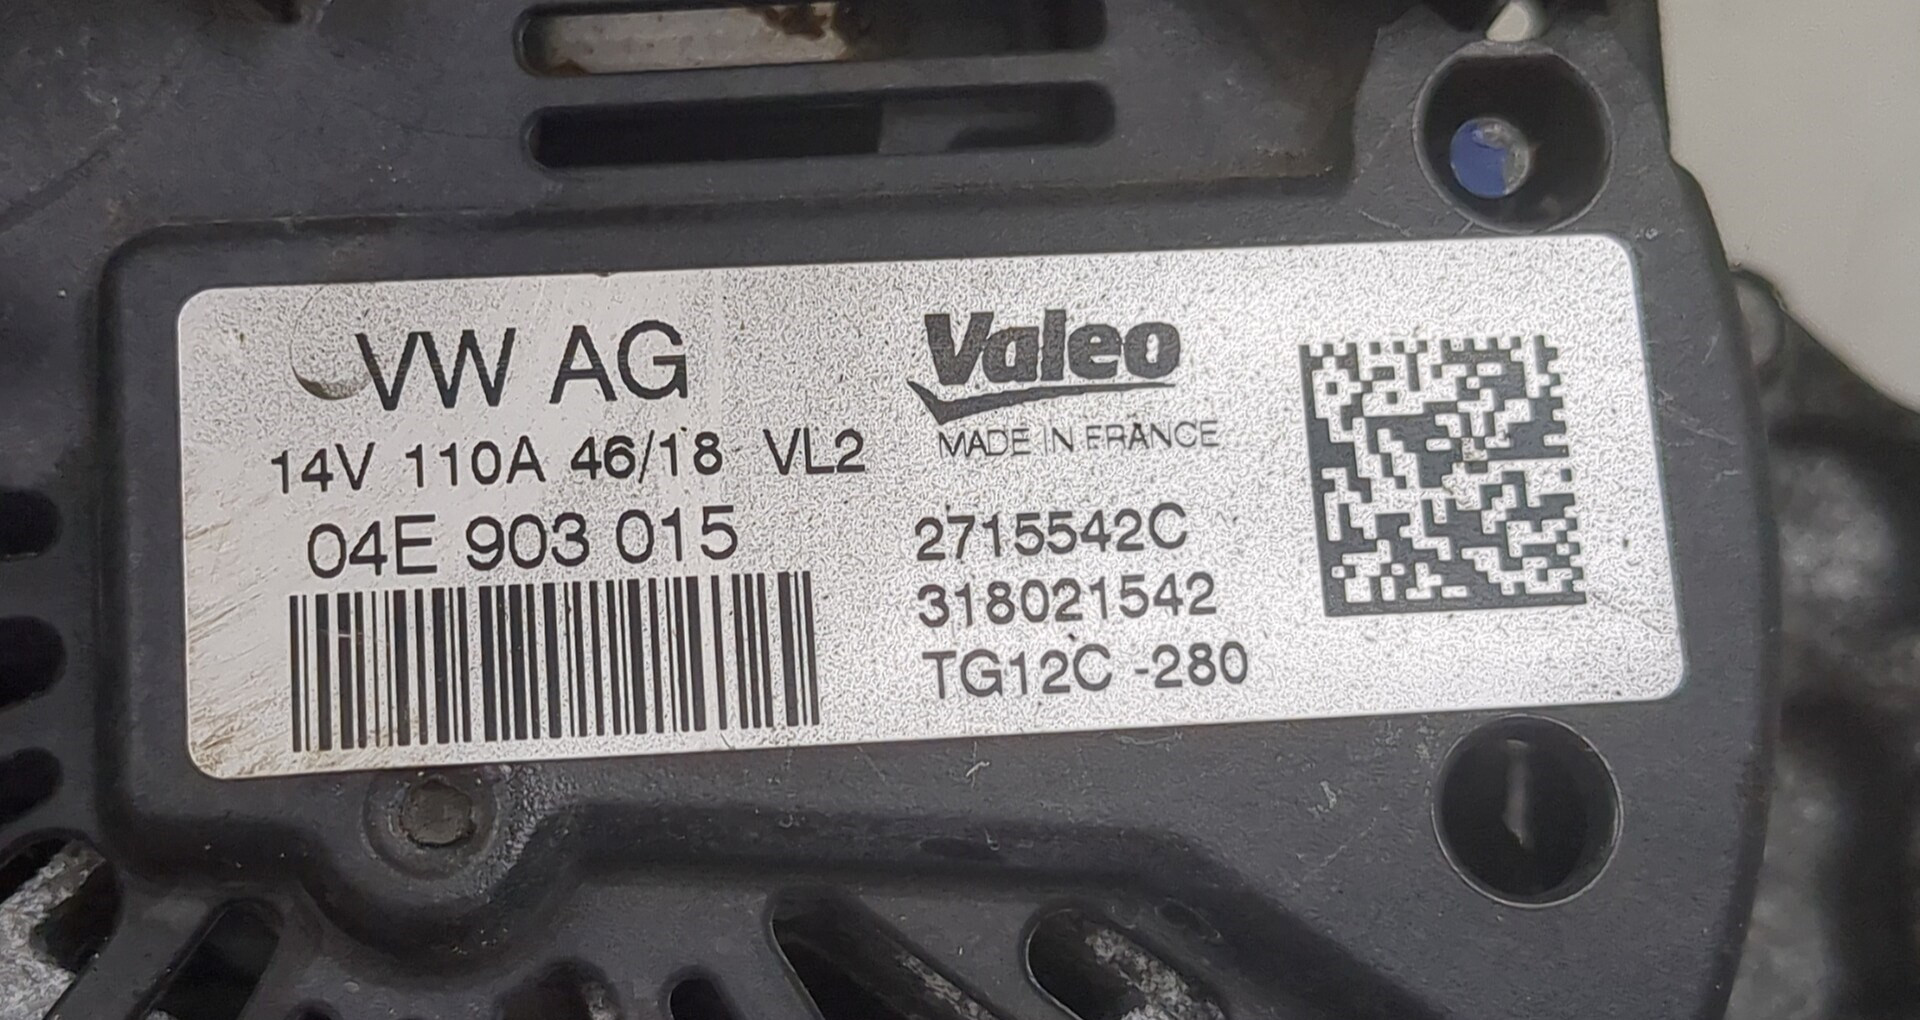 VW AG
14V 110A 46/18 VL2
04E 903 015
Valeo
MADE IN FRANCE
2715542C
318021542
TG12C -280